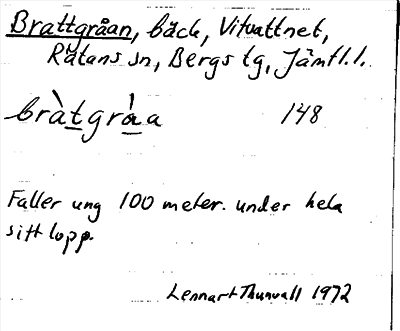 Brattgråan, bäck, Vitvattnet,
Rätans sn, Bergs tg, Jämtl.l.
bràtgràa 148
Faller ung 100 meter. under hela
sitt lopp.
Lennart Thunvall 1972